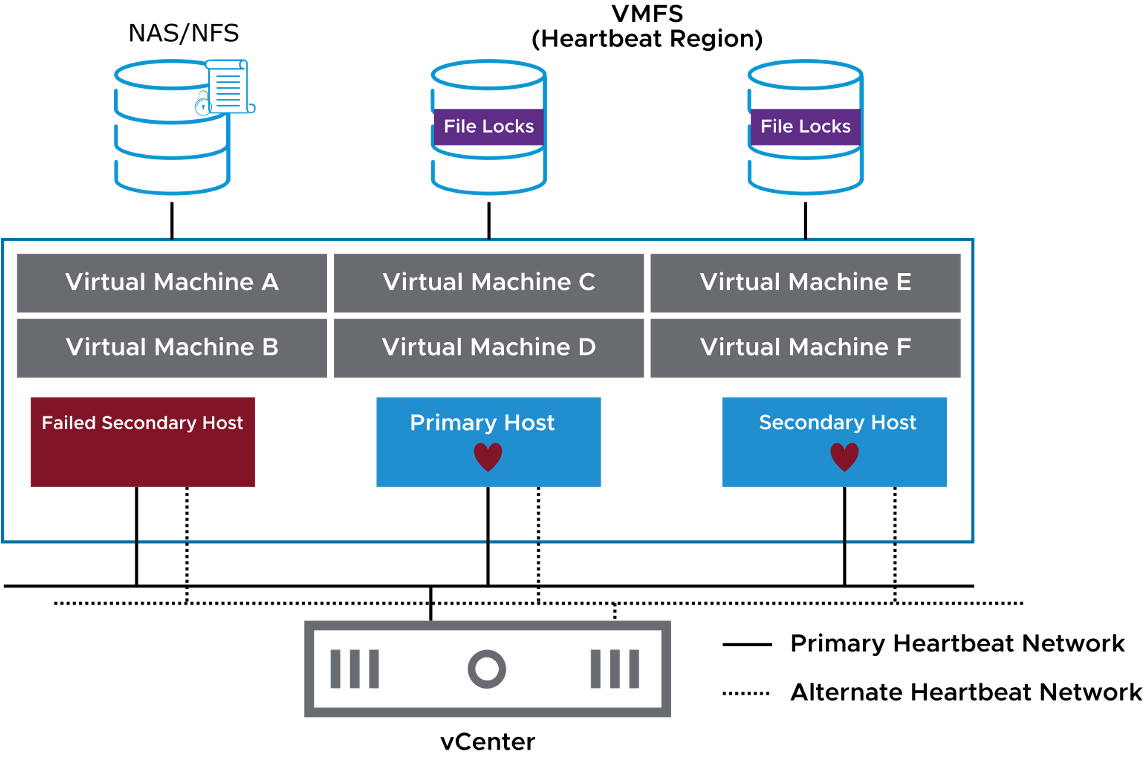 NAS/NFS
VMFS
(Heartbeat Region)
File Locks
File Locks
Virtual Machine A
Virtual Machine C
Virtual Machine E
Virtual Machine B
Virtual Machine D
Virtual Machine F
Failed Secondary Host
Primary Host
Secondary Host
Primary Heartbeat Network
Alternate Heartbeat Network
vCenter